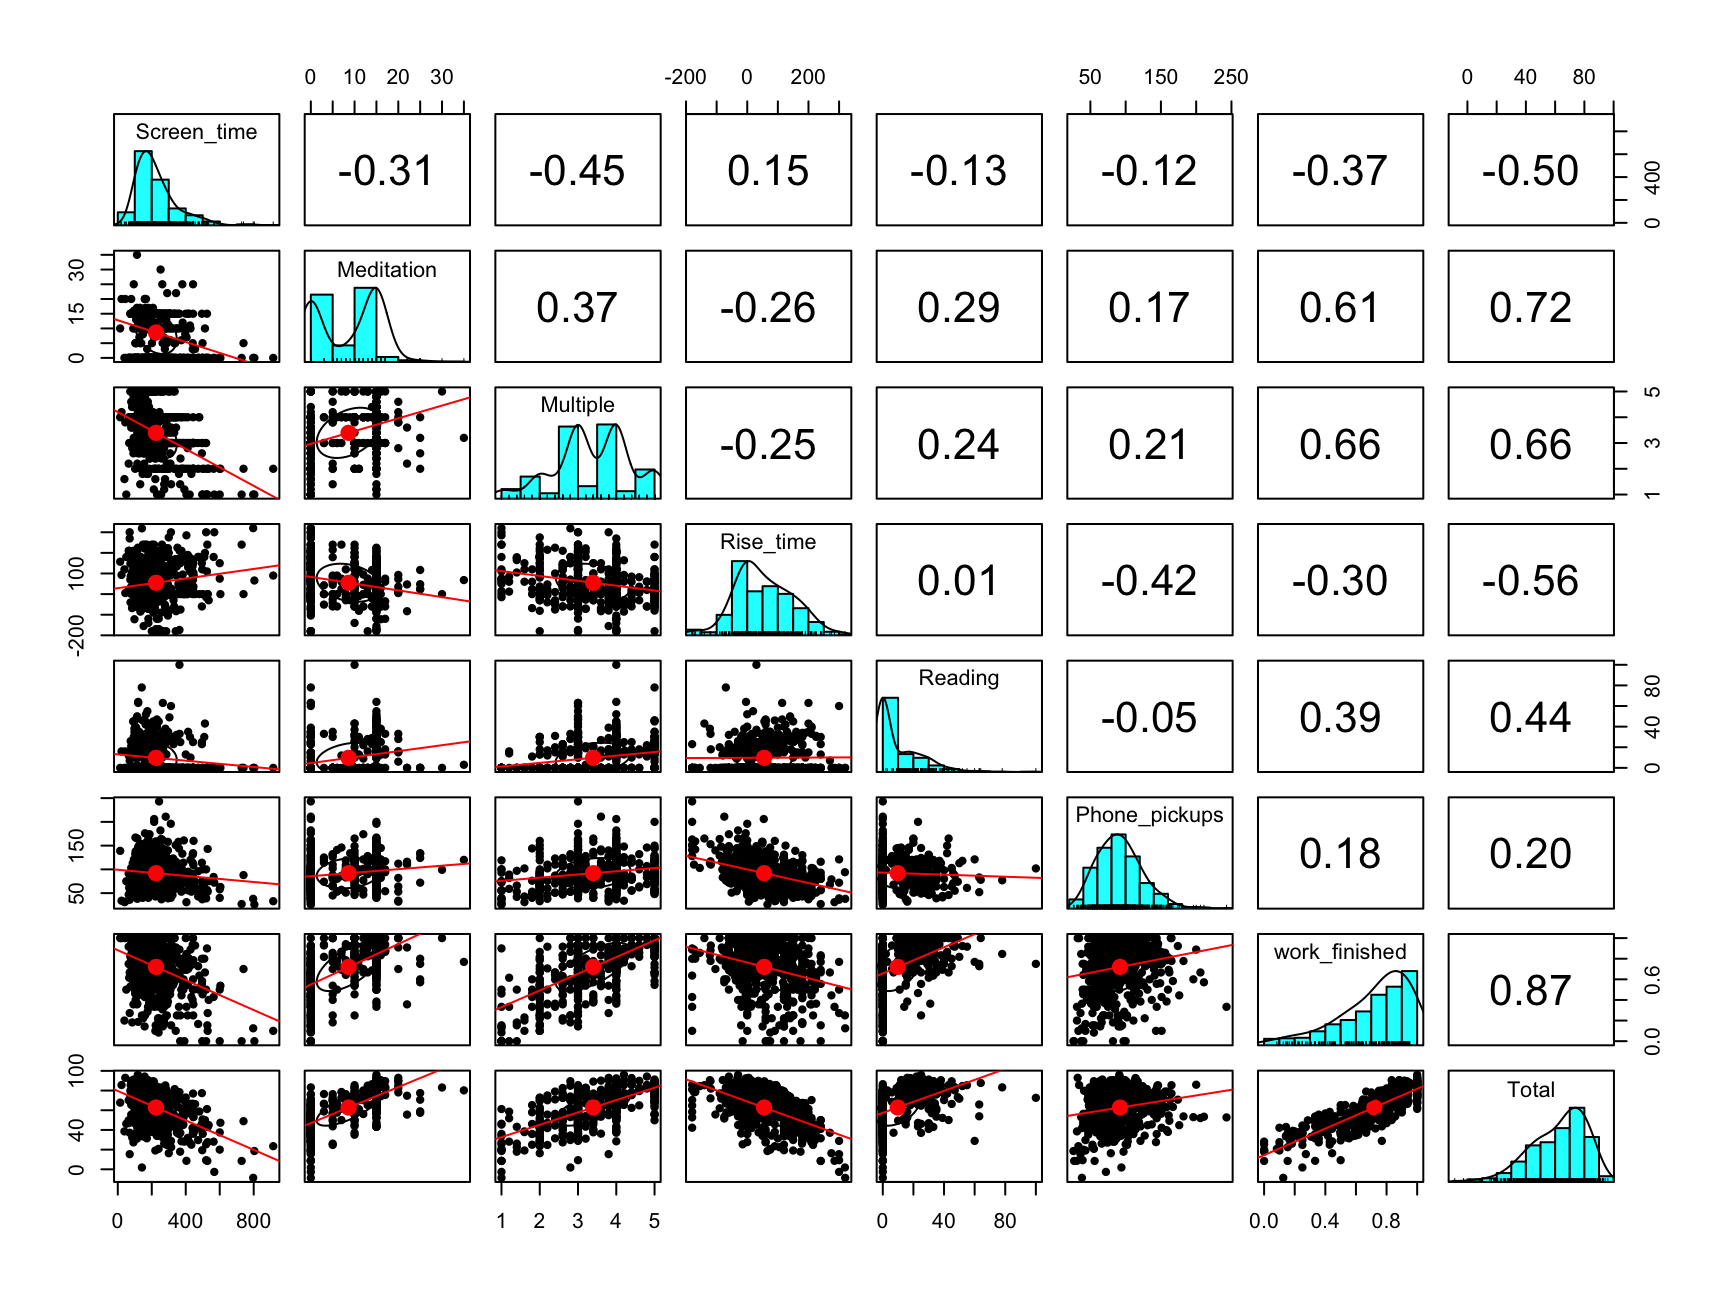 0 10 20 30 -200 0 200 50 150 250 0 40 80
Screen_time -0.31 -0.45 0.15 -0.13 -0.12 -0.37 -0.50 0 400
0 15 30 Meditation 0.37 -0.26 0.29 0.17 0.61 0.72
Multiple -0.25 0.24 0.21 0.66 0.66 1 3 5
-200 100 Rise_time 0.01 -0.42 -0.30 -0.56
Reading -0.05 0.39 0.44 0 40 80
50 150 Phone_pickups 0.18 0.20
work_finished 0.87 0.0 0.6
0 40 100 Total
0 400 800 1 2 3 4 5 0 40 80 0.0 0.4 0.8